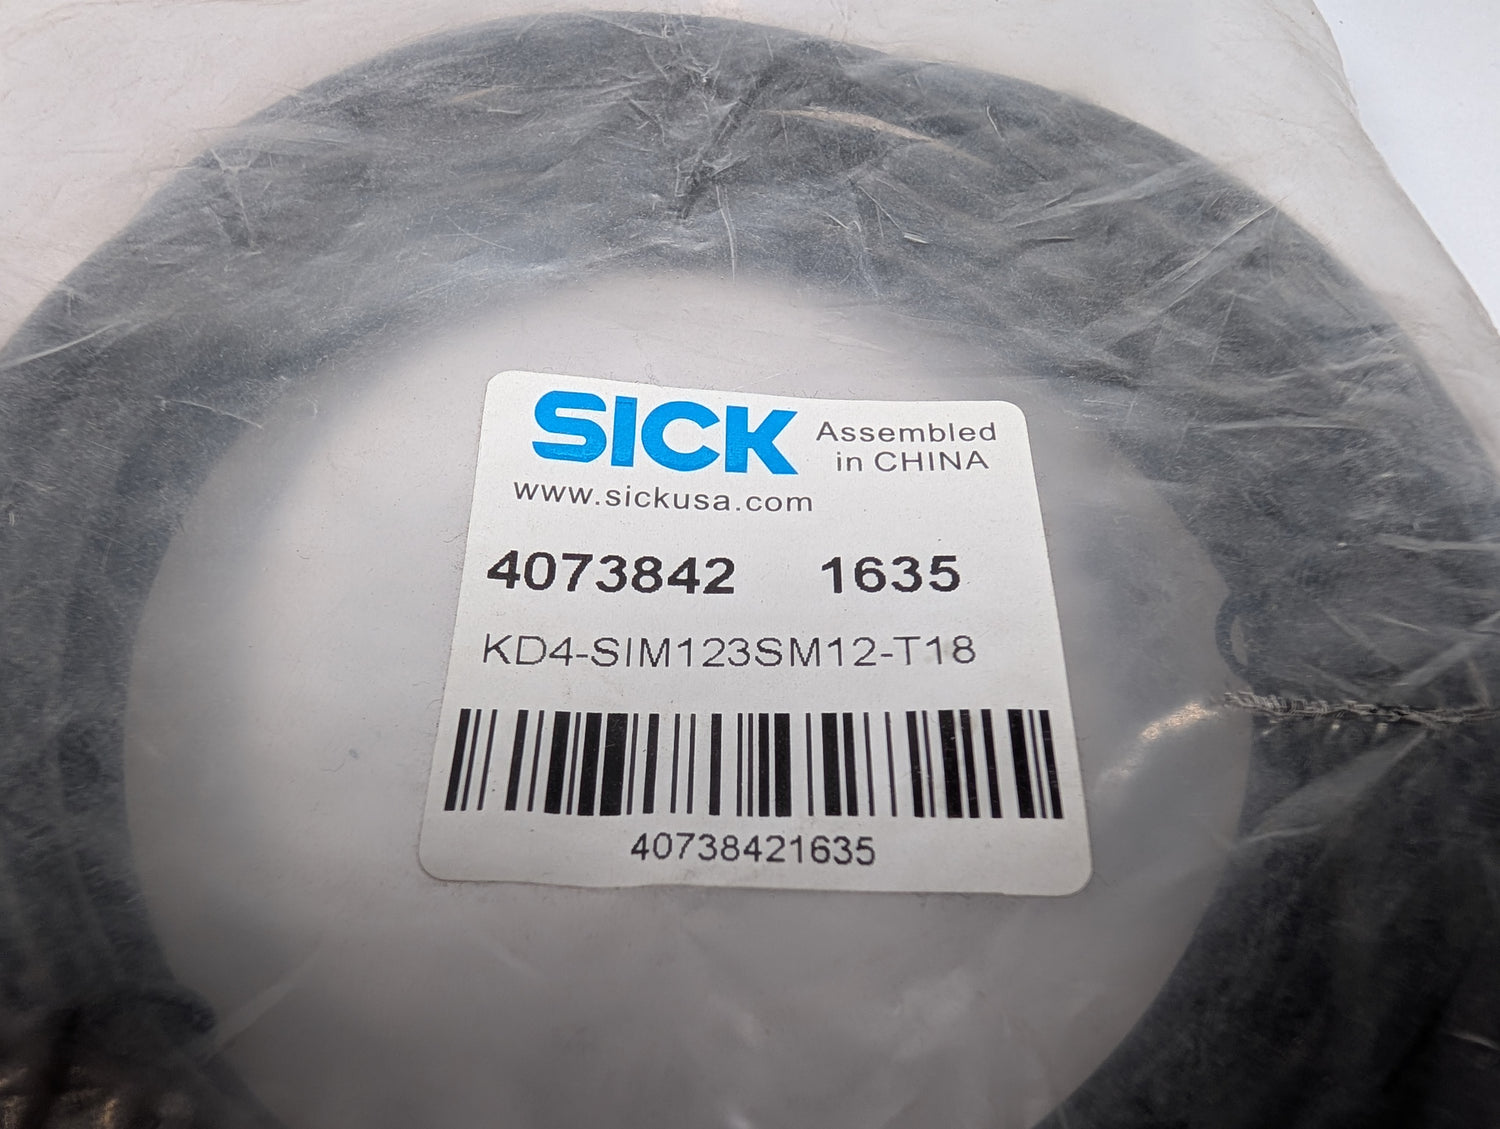 SICK
Assembled
in CHINA
www.sickusa.com
4073842 1635
KD4-SIM123SM12-T18
40738421635